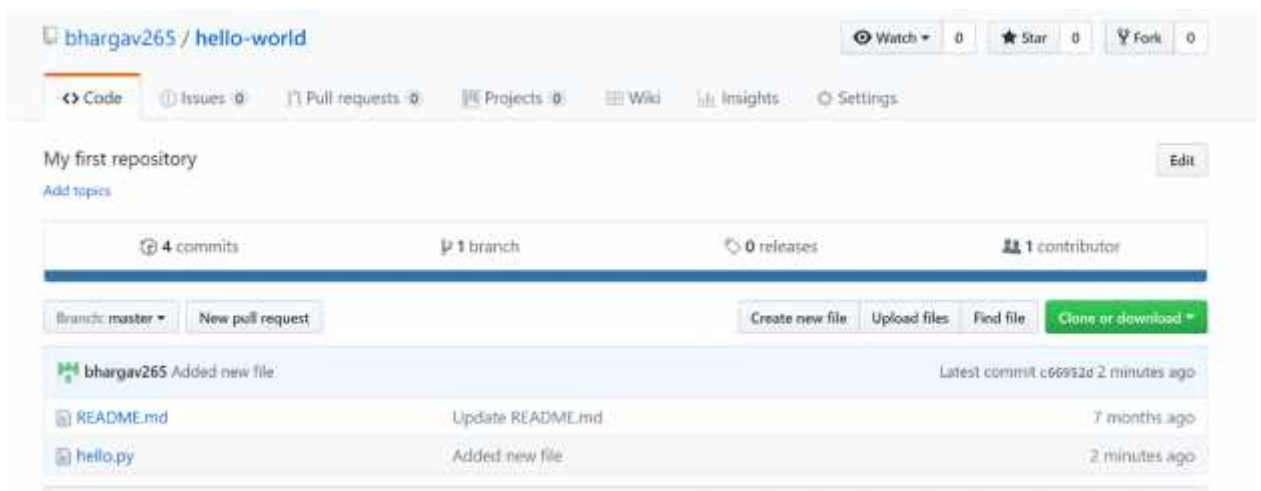 bhargav265 / hello-world Watch 0 Star 0 Fork 0
Code Issues 0 Pull requests 0 Projects 0 Wiki Insights Settings
My first repository Edit
Add topics
4 commits 1 branch 0 releases 1 contributor
Branch: master New pull request Create new file Upload files Find file Clone or download
bhargav265 Added new file Latest commit c66952d 2 minutes ago
README.md Update README.md 7 months ago
hello.py Added new file 2 minutes ago